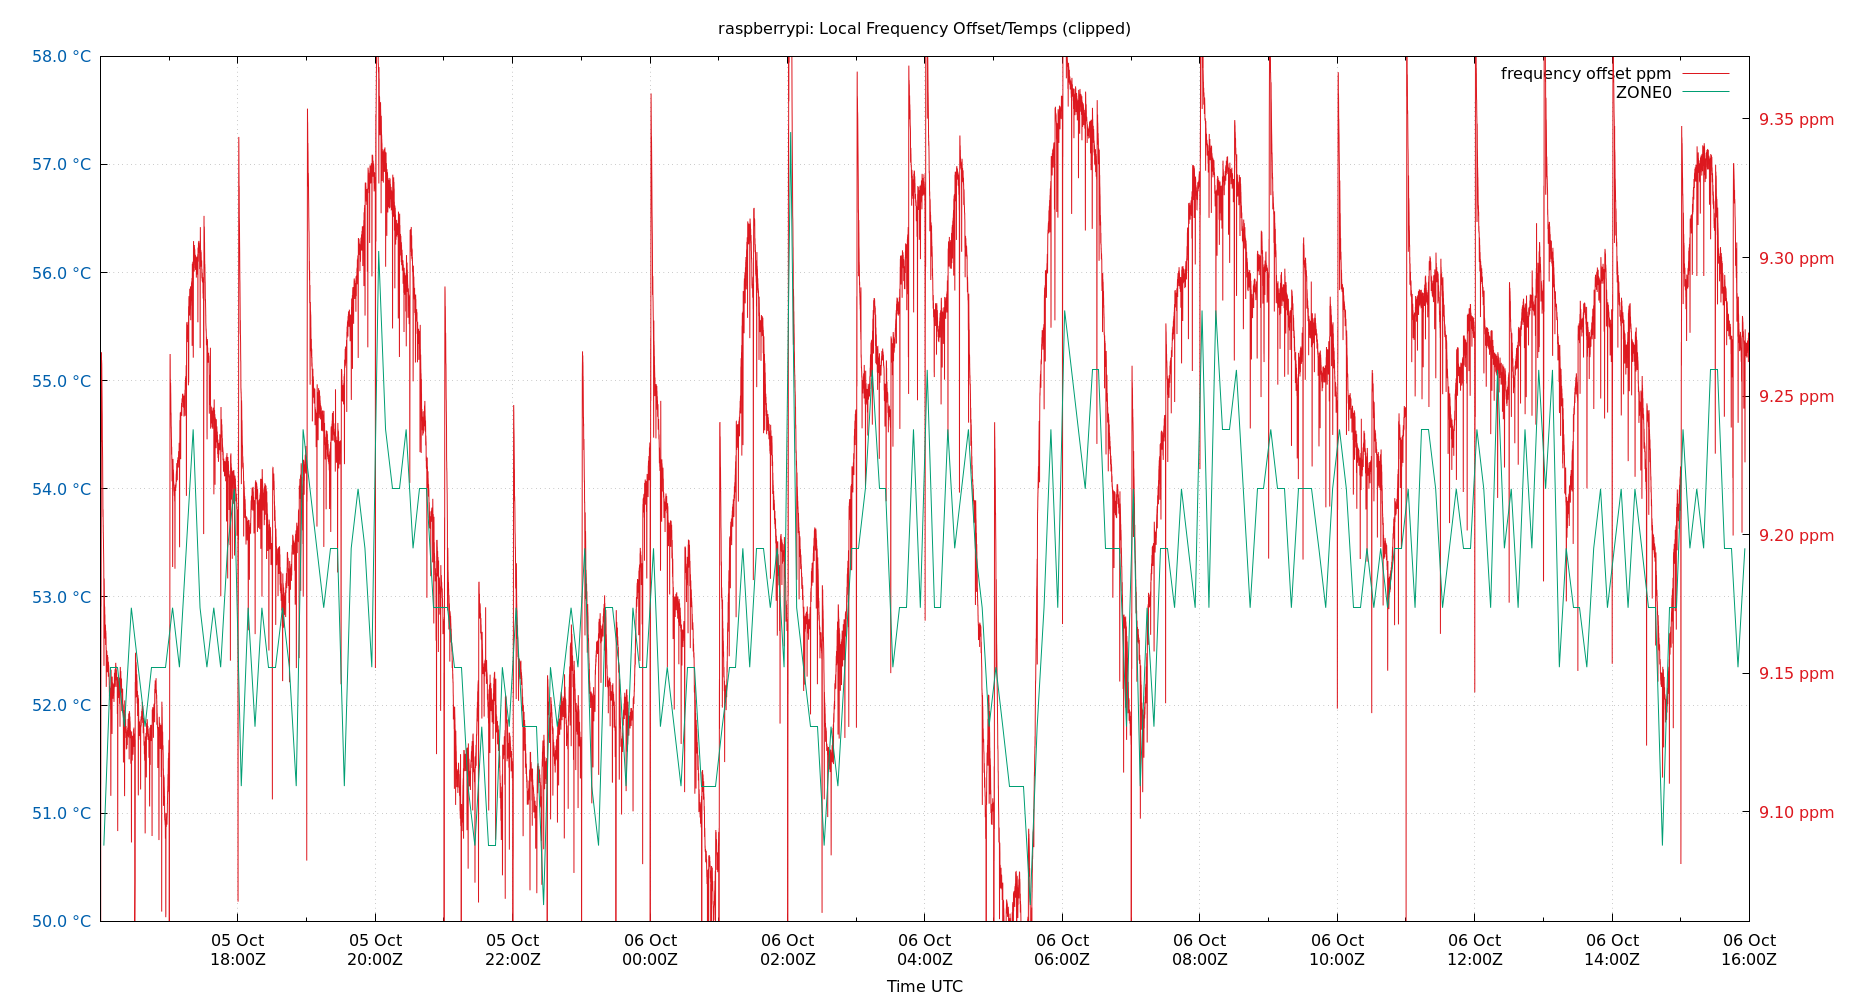 raspberrypi: Local Frequency Offset/Temps (clipped)
58.0 °C
57.0 °C
56.0 °C
55.0 °C
54.0 °C
53.0 °C
52.0 °C
51.0 °C
50.0 °C
frequency offset ppm
ZONE0
9.35 ppm
9.30 ppm
9.25 ppm
9.20 ppm
9.15 ppm
9.10 ppm
05 Oct
18:00Z
05 Oct
20:00Z
05 Oct
22:00Z
06 Oct
00:00Z
06 Oct
02:00Z
06 Oct
04:00Z
06 Oct
06:00Z
06 Oct
08:00Z
06 Oct
10:00Z
06 Oct
12:00Z
06 Oct
14:00Z
06 Oct
16:00Z
Time UTC